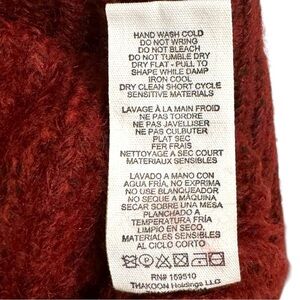 HAND WASH COLD
DO NOT WRING
DO NOT BLEACH
DO NOT TUMBLE DRY
DRY FLAT - PULL TO
SHAPE WHILE DAMP
IRON COOL
DRY CLEAN SHORT CYCLE
SENSITIVE MATERIALS
LAVAGE À LA MAIN FROID
NE PAS TORDRE
NE PAS JAVELLISER
NE PAS CULBUTER
PLAT SEC
FER FRAIS
NETTOYAGE A SEC COURT
MATERIAUX SENSIBLES
LAVADO A MANO CON
AGUA FRÍA, NO EXPRIMA
NO USE BLANQUEADOR
NO SEQUE A MÁQUINA
SECAR SOBRE UNA MESA
PLANCHADO A
TEMPERATURA FRÍA
LIMPIO EN SECO,
MATERIALES SENSIBLES
AL CICLO CORTO
RN# 159510
THAKOON Holdings LLC